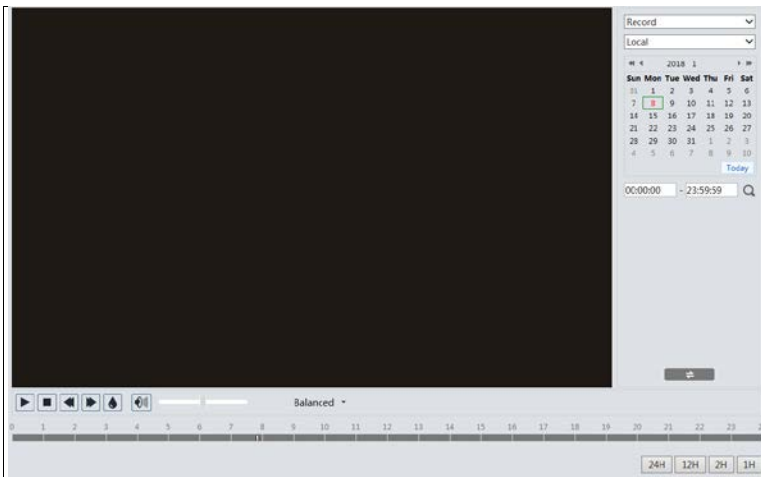 Record
Local
2018 1
Sun Mon Tue Wed Thu Fri Sat
31 1 2 3 4 5 6
7 8 9 10 11 12 13
14 15 16 17 18 19 20
21 22 23 24 25 26 27
28 29 30 31 1 2 3
4 5 6 7 8 9 10
Today
00:00:00 - 23:59:59
Balanced
0 1 2 3 4 5 6 7 8 9 10 11 12 13 14 15 16 17 18 19 20 21 22 23
24H 12H 2H 1H